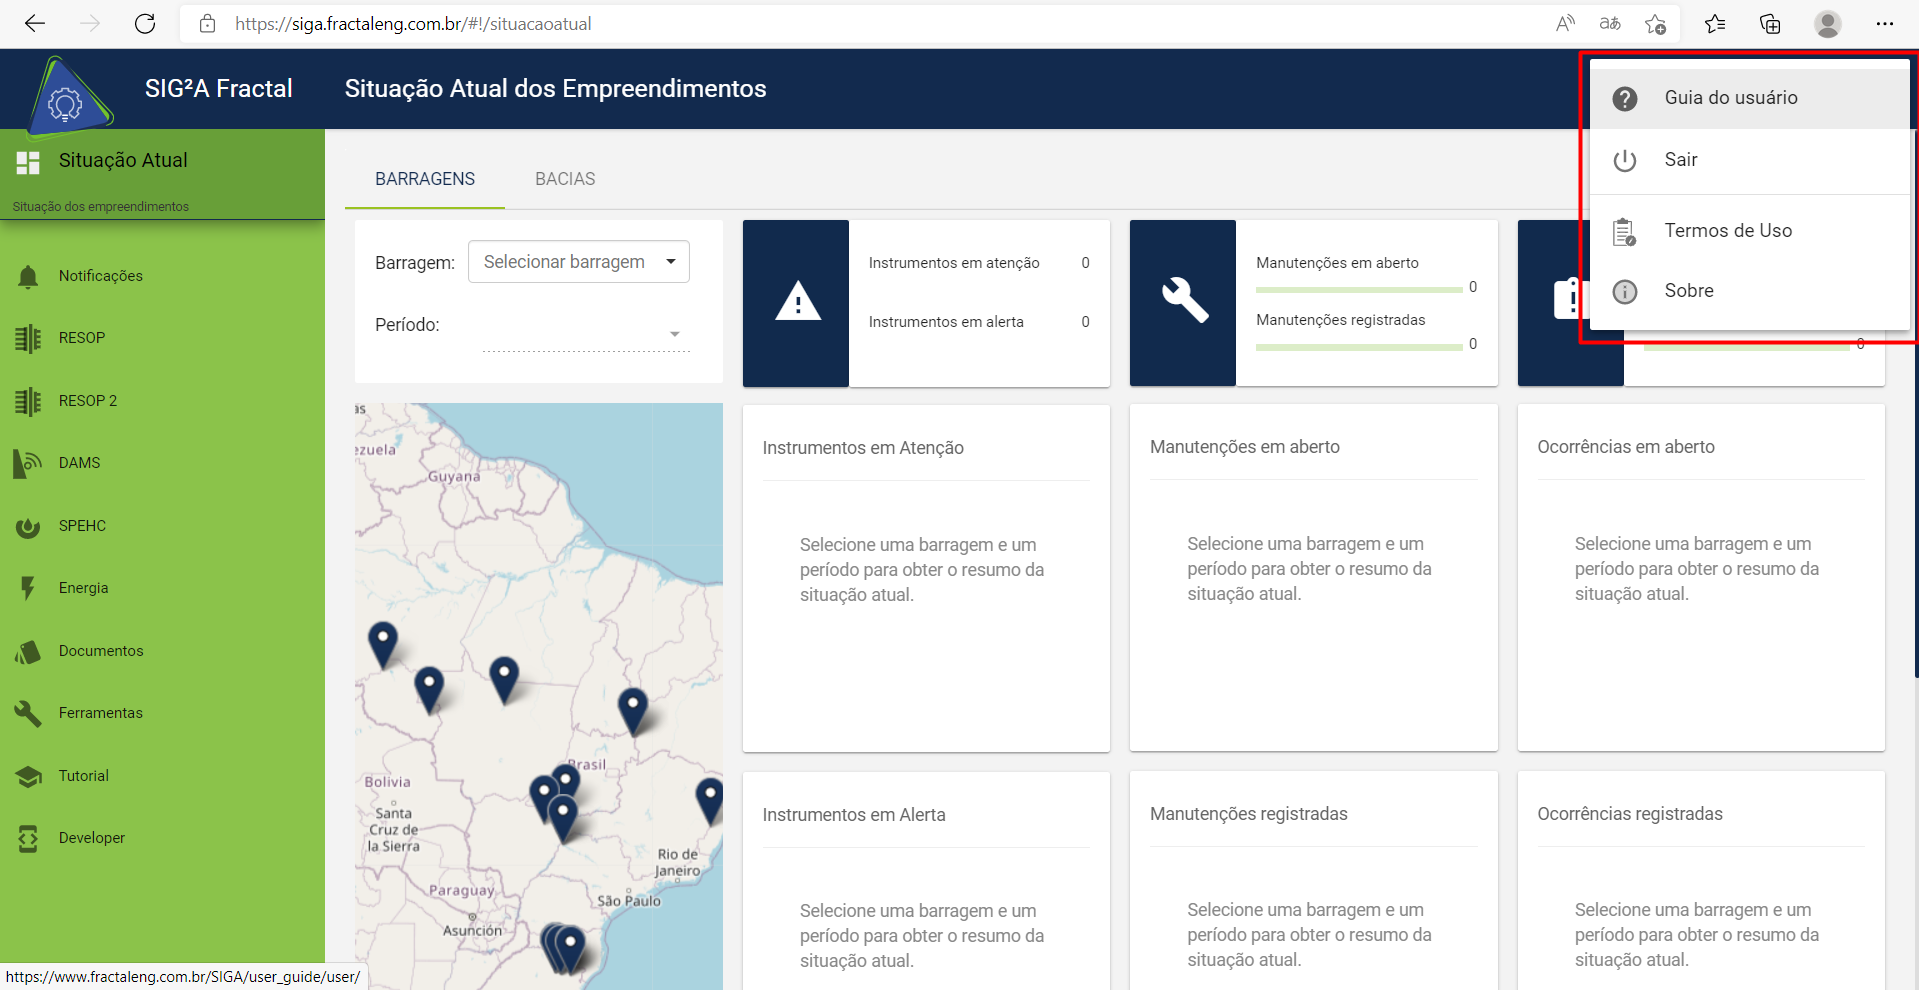 https://siga.fractaleng.com.br/#!/situacaoatual
SIG²A Fractal
Situação Atual dos Empreendimentos
Guia do usuário
Sair
Termos de Uso
Sobre
Situação Atual
Situação dos empreendimentos
Notificações
RESOP
RESOP 2
DAMS
SPEHC
Energia
Documentos
Ferramentas
Tutorial
Developer
BARRAGENS
BACIAS
Barragem:
Selecionar barragem
Período:
Instrumentos em atenção 0
Instrumentos em alerta 0
Manutenções em aberto
0
Manutenções registradas
0
0
as
ezuela
Guyana
Brasil
Bolivia
Santa
Cruz de
la Sierra
Rio de
Janeiro
Paraguay
São Paulo
Asunción
Instrumentos em Atenção
Selecione uma barragem e um
período para obter o resumo da
situação atual.
Manutenções em aberto
Selecione uma barragem e um
período para obter o resumo da
situação atual.
Ocorrências em aberto
Selecione uma barragem e um
período para obter o resumo da
situação atual.
Instrumentos em Alerta
Selecione uma barragem e um
período para obter o resumo da
situação atual.
Manutenções registradas
Selecione uma barragem e um
período para obter o resumo da
situação atual.
Ocorrências registradas
Selecione uma barragem e um
período para obter o resumo da
situação atual.
https://www.fractaleng.com.br/SIGA/user_guide/user/